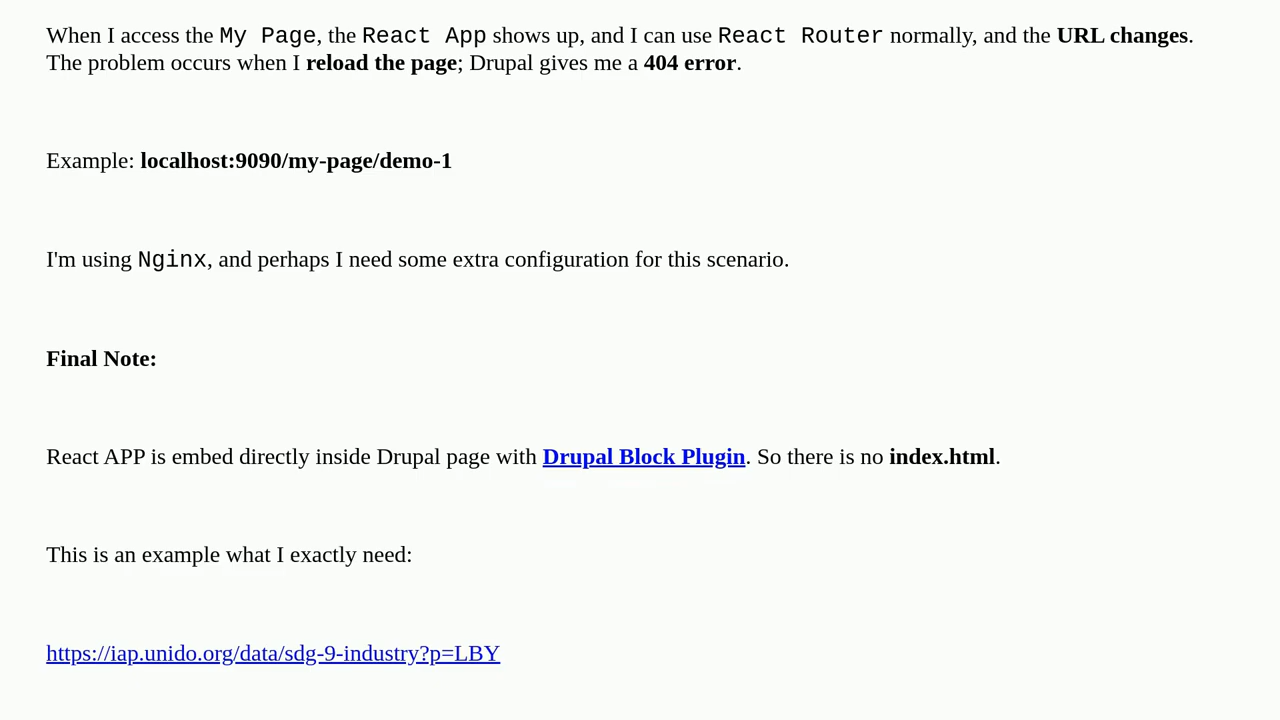 When I access the My Page, the React App shows up, and I can use React Router normally, and the URL changes.
The problem occurs when I reload the page; Drupal gives me a 404 error.
Example: localhost:9090/my-page/demo-1
I'm using Nginx, and perhaps I need some extra configuration for this scenario.
Final Note:
React APP is embed directly inside Drupal page with Drupal Block Plugin. So there is no index.html.
This is an example what I exactly need:
https://iap.unido.org/data/sdg-9-industry?p=LBY